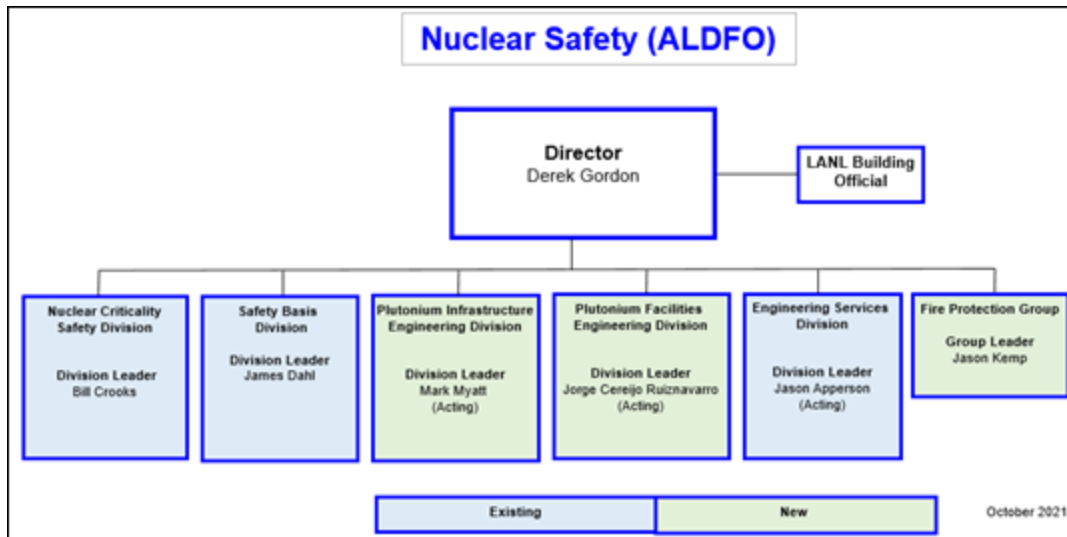 Nuclear Safety (ALDFO)
Director
Derek Gordon
LANL Building
Official
Nuclear Criticality
Safety Division
Division Leader
Bill Crooks
Safety Basis
Division
Division Leader
James Dahl
Plutonium Infrastructure
Engineering Division
Division Leader
Mark Myatt
(Acting)
Plutonium Facilities
Engineering Division
Division Leader
Jorge Cereijo Ruiznavarro
(Acting)
Engineering Services
Division
Division Leader
Jason Apperson
(Acting)
Fire Protection Group
Group Leader
Jason Kemp
Existing
New
October 2021